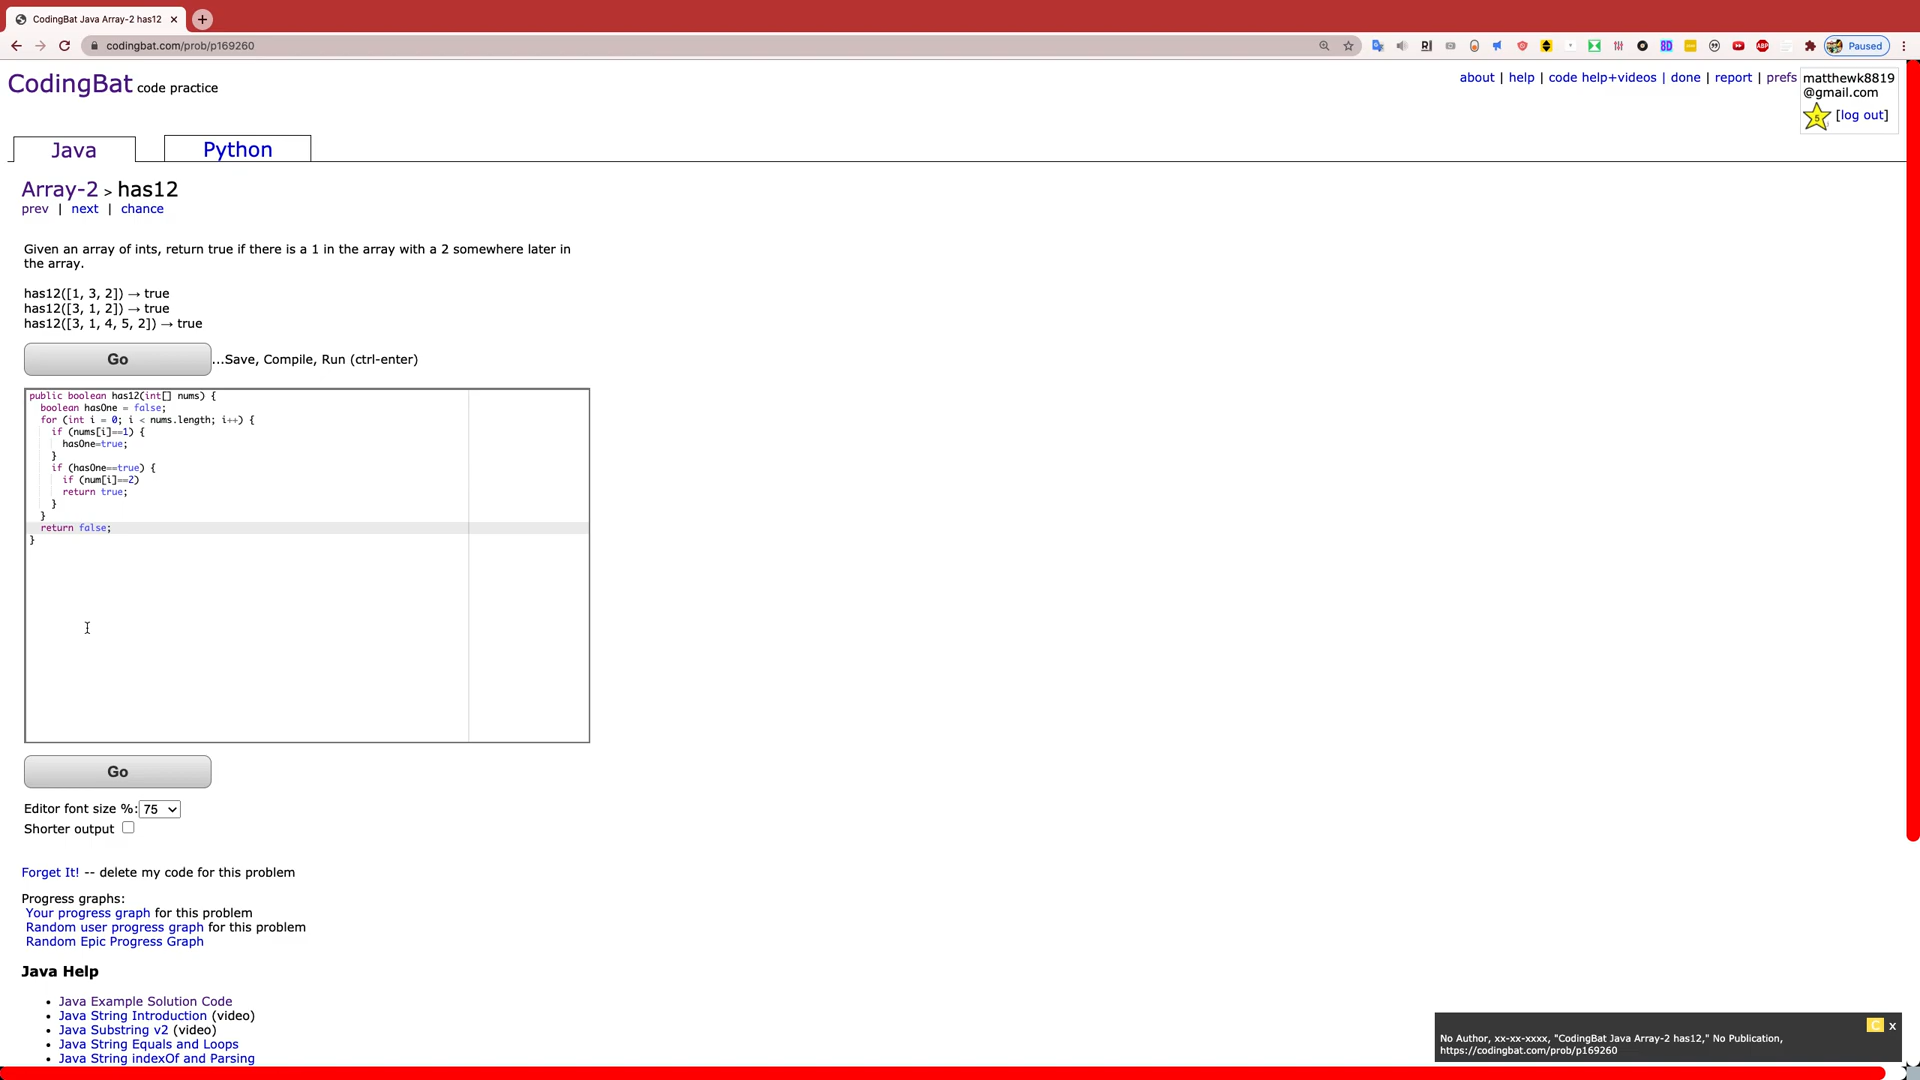 CodingBat Java Array-2 has12
codingbat.com/prob/p169260
Paused
CodingBat code practice
about | help | code help+videos | done | report | prefs
matthewk8819
@gmail.com
5
[log out]
Java
Python
Array-2 > has12
prev | next | chance
Given an array of ints, return true if there is a 1 in the array with a 2 somewhere later in
the array.
has12([1, 3, 2]) → true
has12([3, 1, 2]) → true
has12([3, 1, 4, 5, 2]) → true
Go ...Save, Compile, Run (ctrl-enter)
public boolean has12(int[] nums) {
boolean hasOne = false;
for (int i = 0; i < nums.length; i++) {
if (nums[i]==1) {
hasOne=true;
}
if (hasOne==true) {
if (num[i]==2)
return true;
}
}
return false;
}
Go
Editor font size %: 75
Shorter output
Forget It! -- delete my code for this problem
Progress graphs:
Your progress graph for this problem
Random user progress graph for this problem
Random Epic Progress Graph
Java Help
• Java Example Solution Code
• Java String Introduction (video)
• Java Substring v2 (video)
• Java String Equals and Loops
• Java String indexOf and Parsing
C x
No Author, xx-xx-xxxx, "CodingBat Java Array-2 has12," No Publication,
https://codingbat.com/prob/p169260